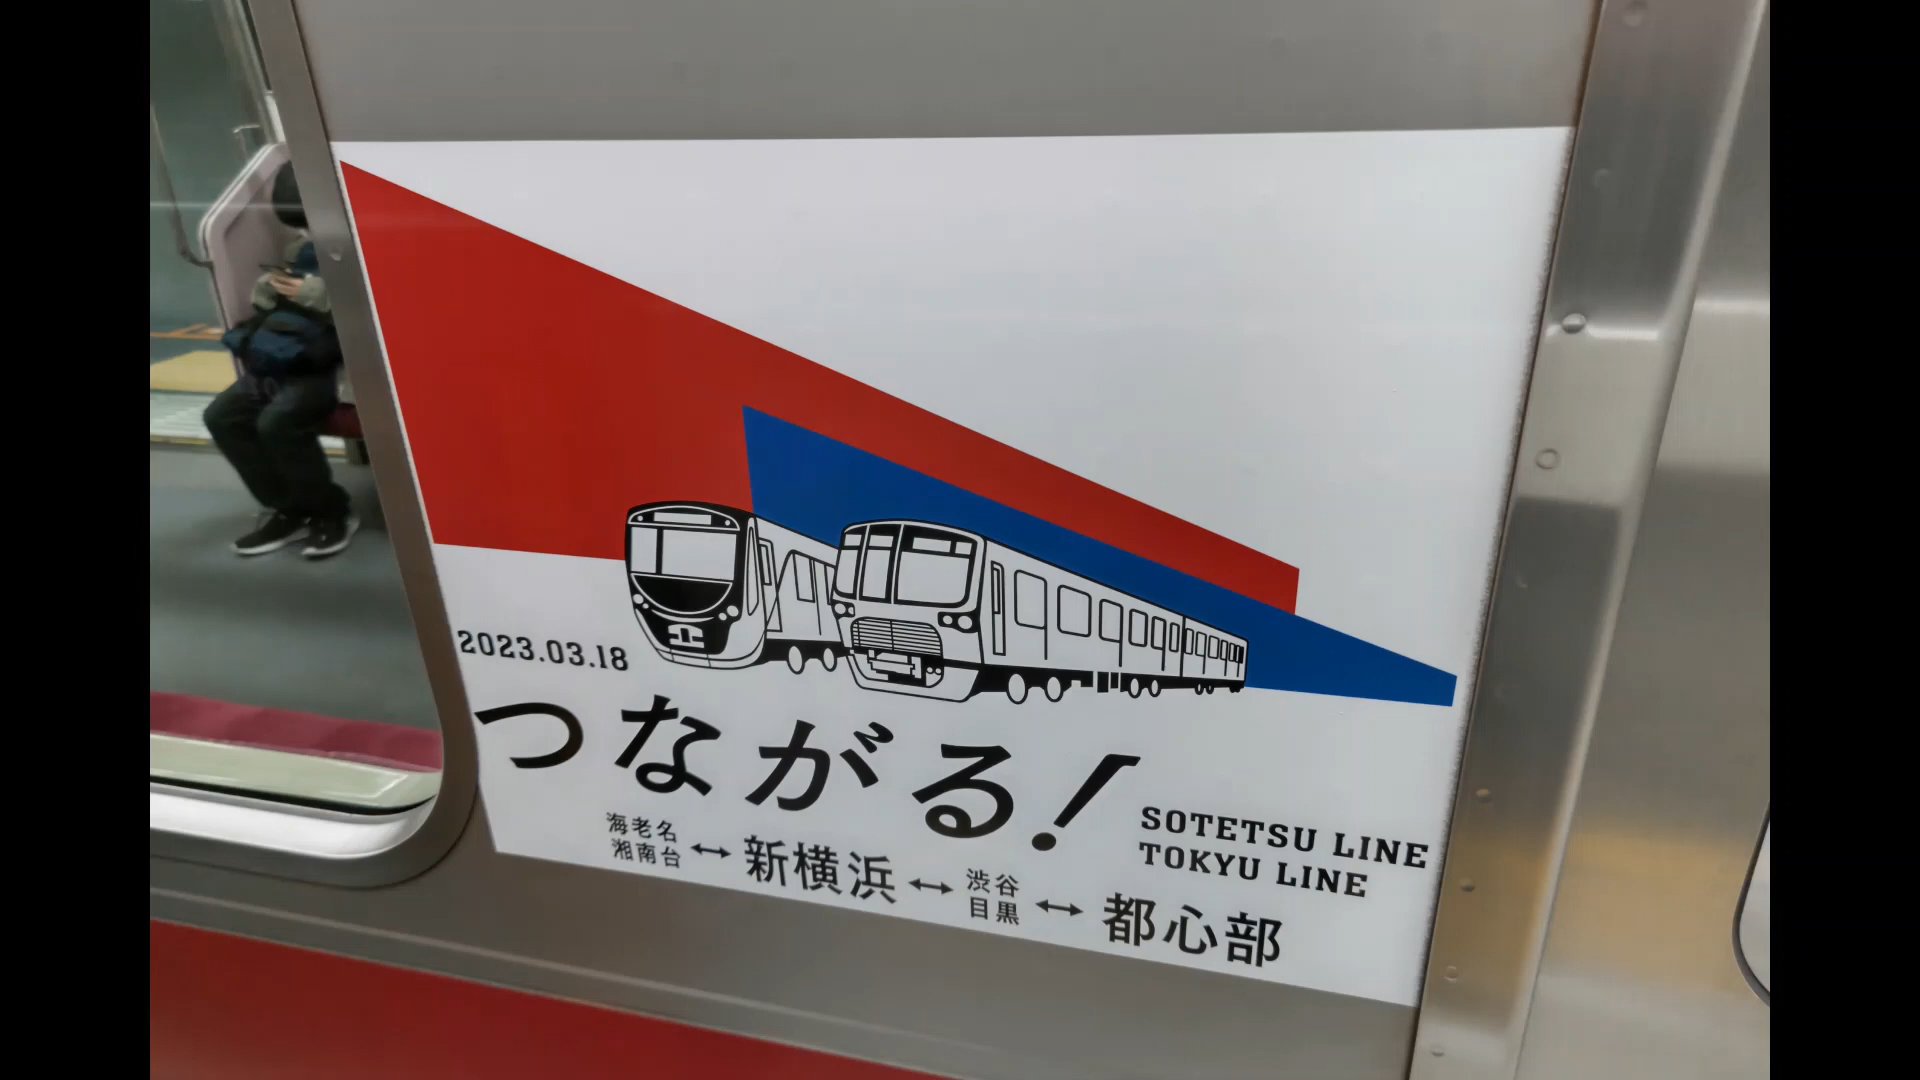 2023.03.18
つながる!
SOTETSU LINE
TOKYU LINE
海老名
湘南台
↔ 新横浜 ↔
渋谷
目黒
↔ 都心部